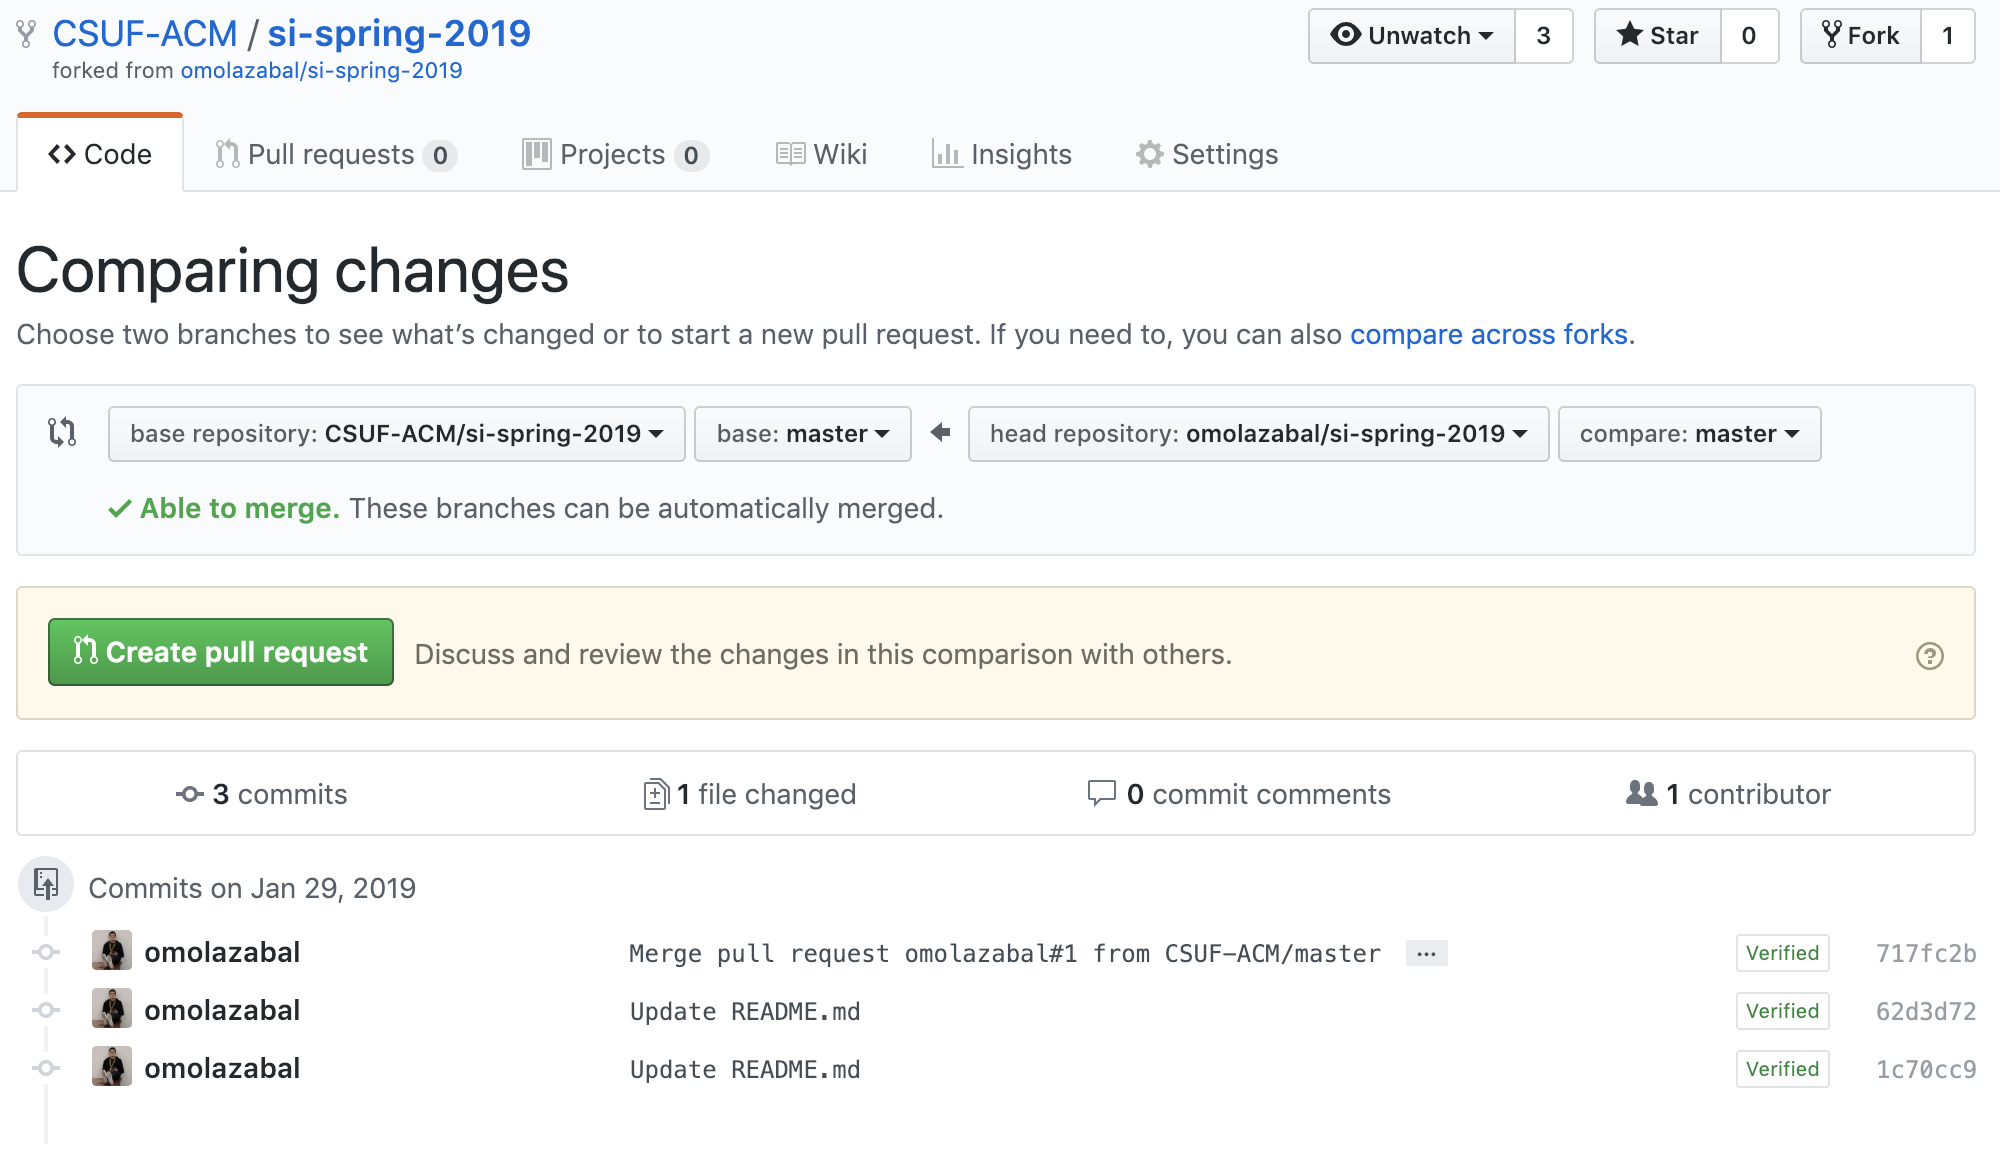 CSUF-ACM / si-spring-2019
forked from omolazabal/si-spring-2019
Unwatch 3 Star 0 Fork 1
Code Pull requests 0 Projects 0 Wiki Insights Settings
Comparing changes
Choose two branches to see what’s changed or to start a new pull request. If you need to, you can also compare across forks.
base repository: CSUF-ACM/si-spring-2019 base: master head repository: omolazabal/si-spring-2019 compare: master
Able to merge. These branches can be automatically merged.
Create pull request Discuss and review the changes in this comparison with others.
3 commits 1 file changed 0 commit comments 1 contributor
Commits on Jan 29, 2019
omolazabal Merge pull request omolazabal#1 from CSUF-ACM/master … Verified 717fc2b
omolazabal Update README.md Verified 62d3d72
omolazabal Update README.md Verified 1c70cc9